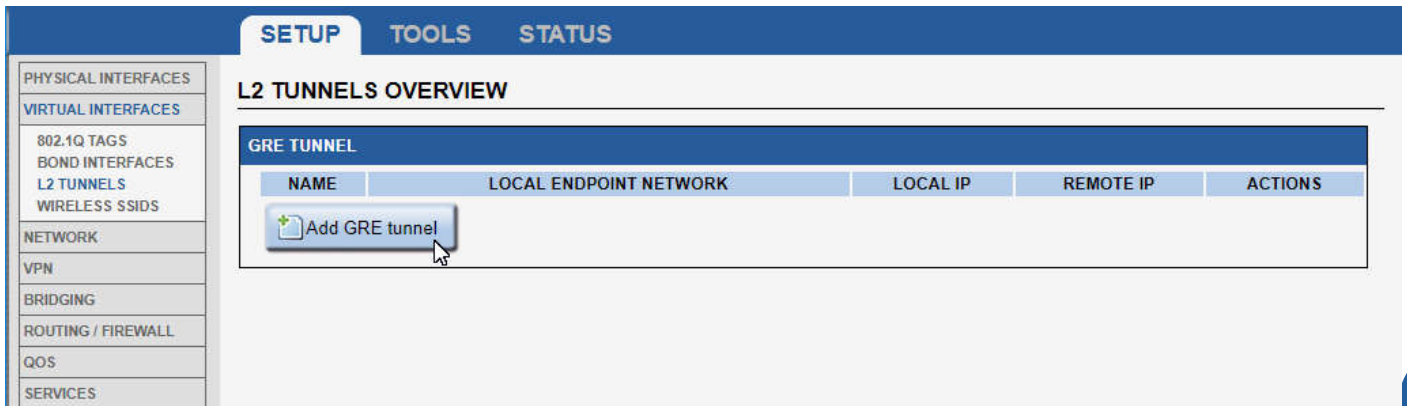 SETUP TOOLS STATUS
PHYSICAL INTERFACES
VIRTUAL INTERFACES
802.1Q TAGS
BOND INTERFACES
L2 TUNNELS
WIRELESS SSIDS
NETWORK
VPN
BRIDGING
ROUTING / FIREWALL
QOS
SERVICES
L2 TUNNELS OVERVIEW
GRE TUNNEL
NAME LOCAL ENDPOINT NETWORK LOCAL IP REMOTE IP ACTIONS
Add GRE tunnel